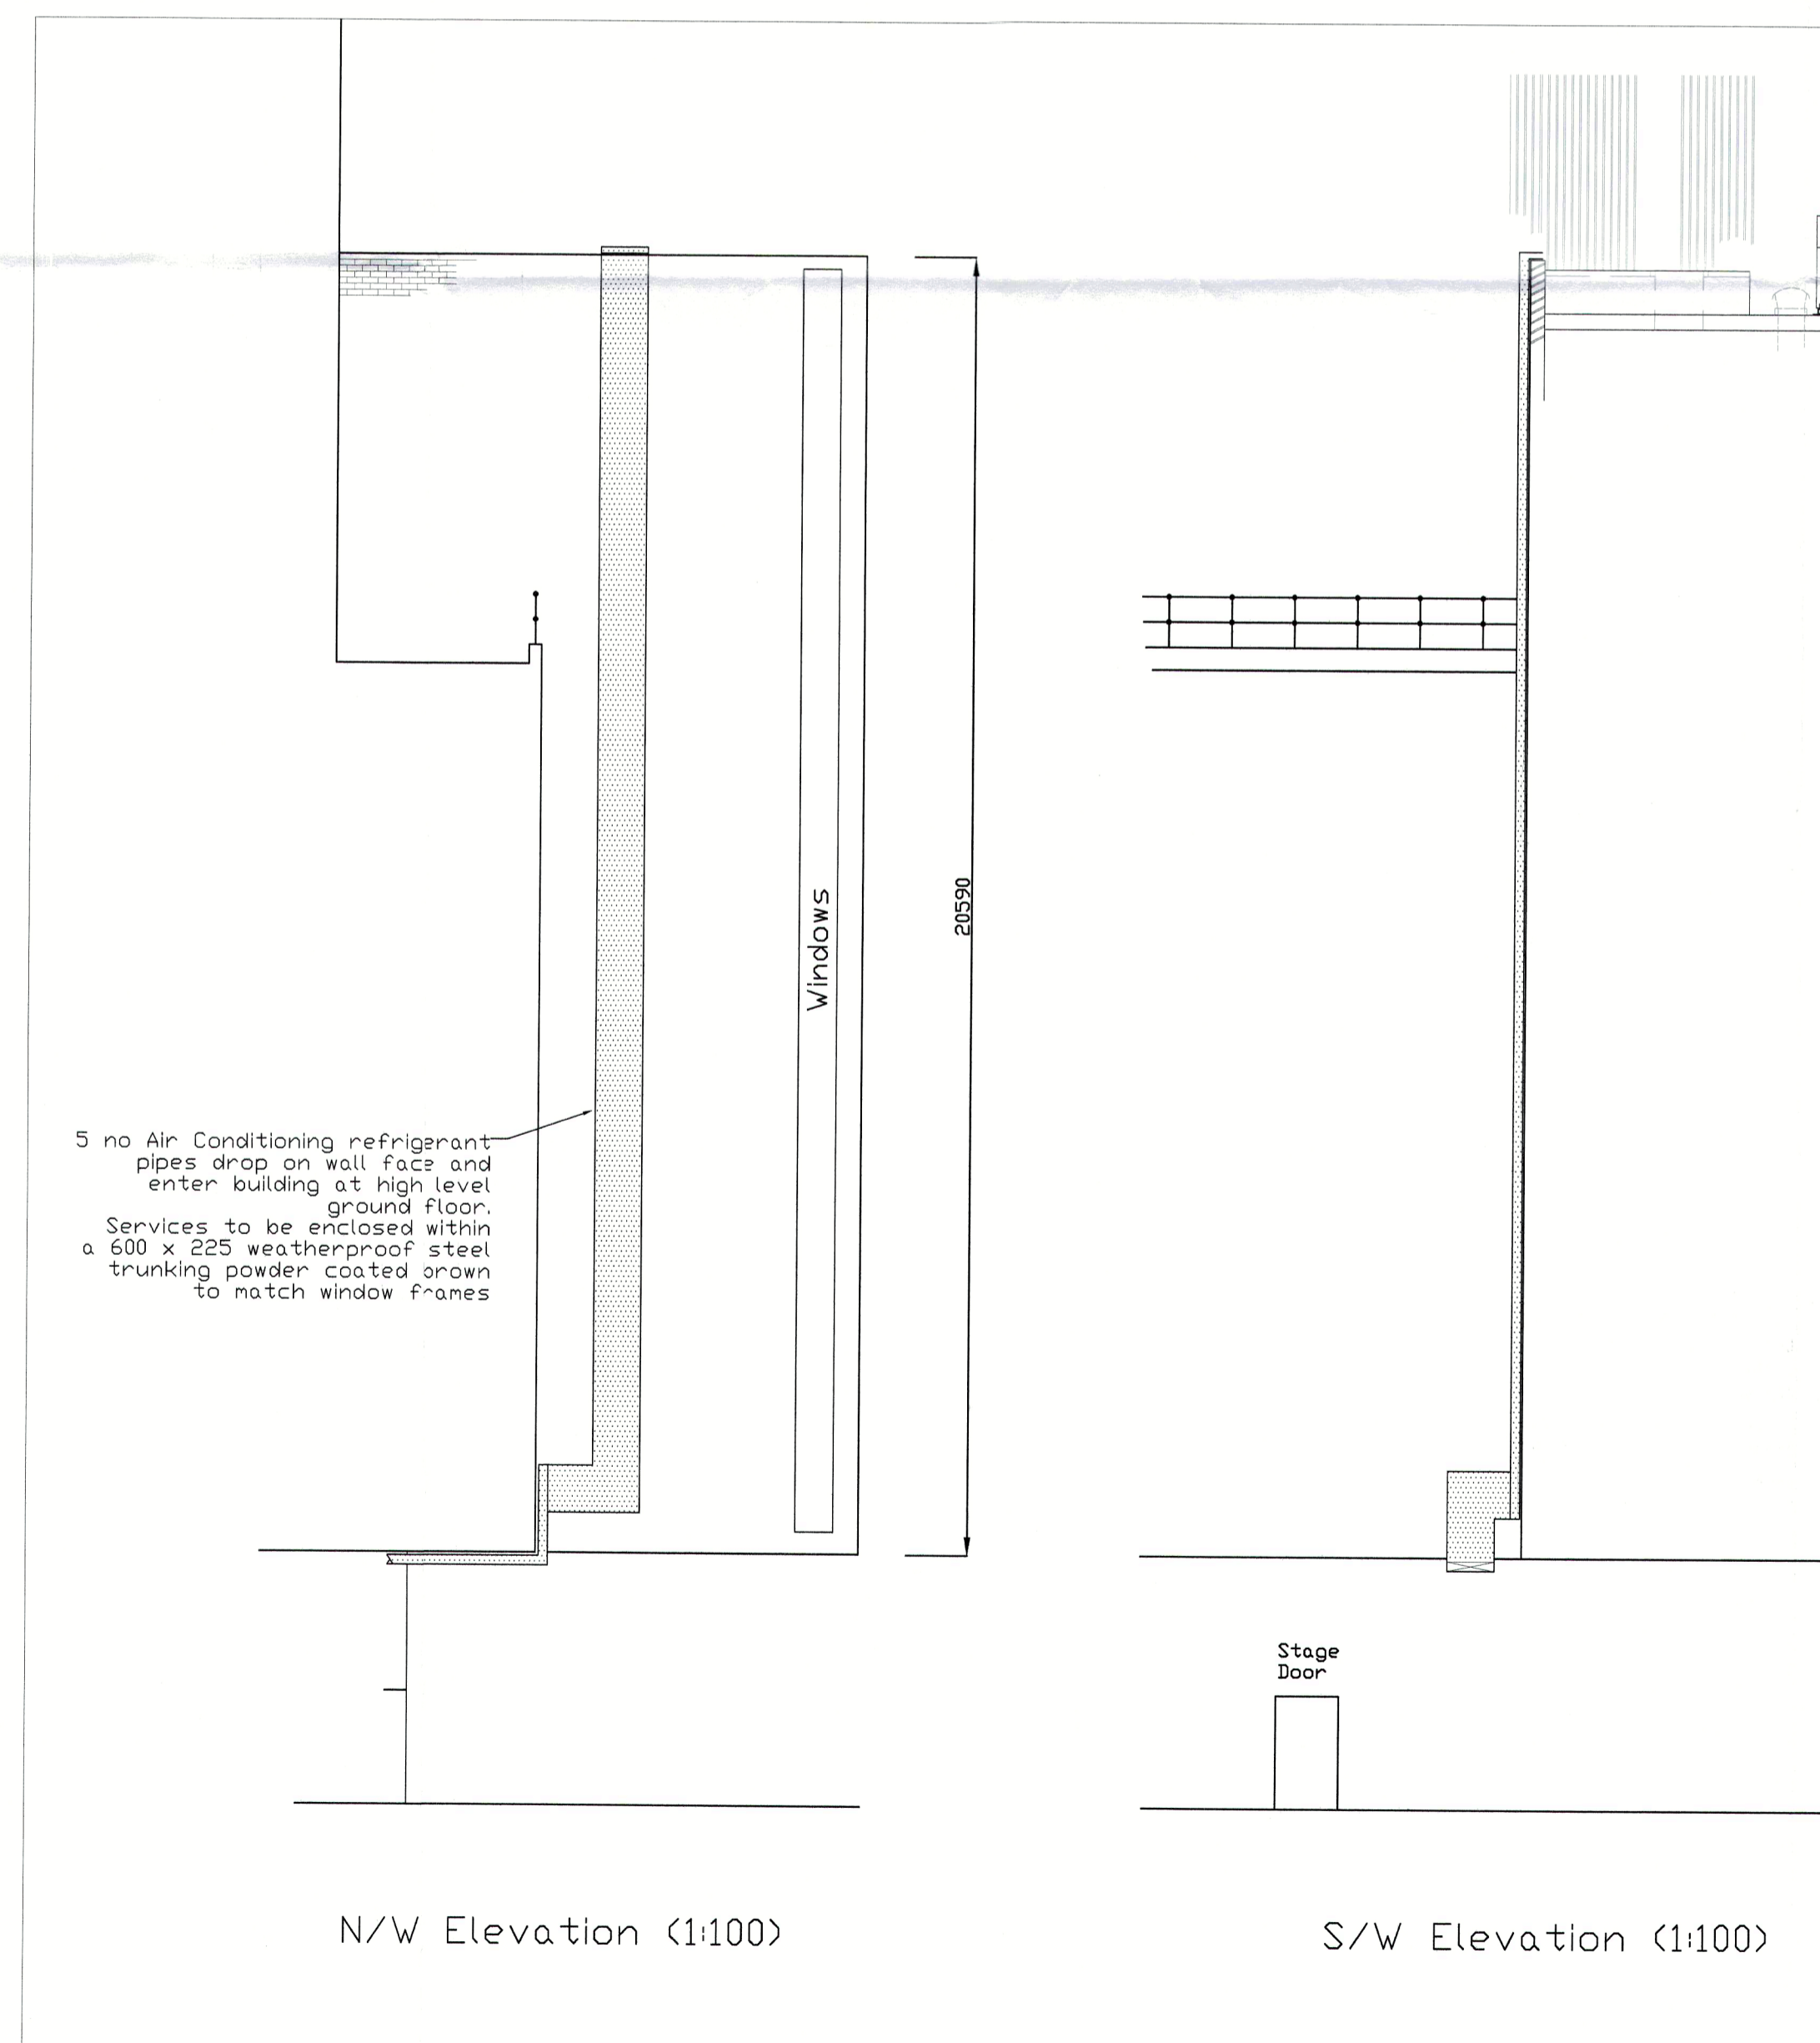 Windows
20590
5 no Air Conditioning refrigerant
pipes drop on wall face and
enter building at high level
ground floor.
Services to be enclosed within
a 600 x 225 weatherproof steel
trunking powder coated brown
to match window frames
Stage
Door
N/W Elevation (1:100)
S/W Elevation (1:100)